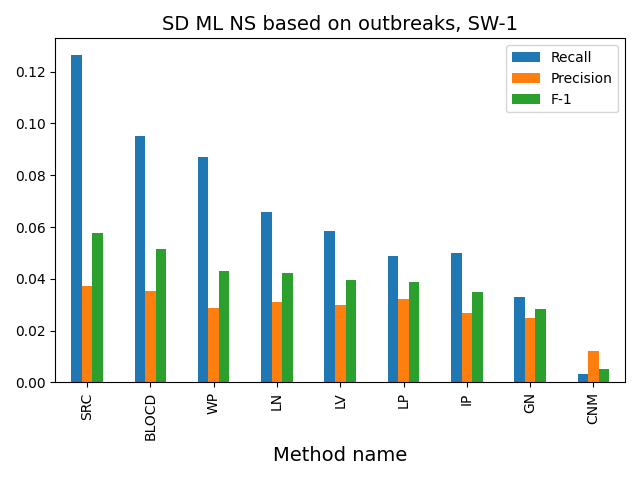 SD ML NS based on outbreaks, SW-1
Recall
Precision
F-1
0.12
0.10
0.08
0.06
0.04
0.02
0.00
SRC
BLOCD
WP
LN
LV
LP
IP
GN
CNM
Method name